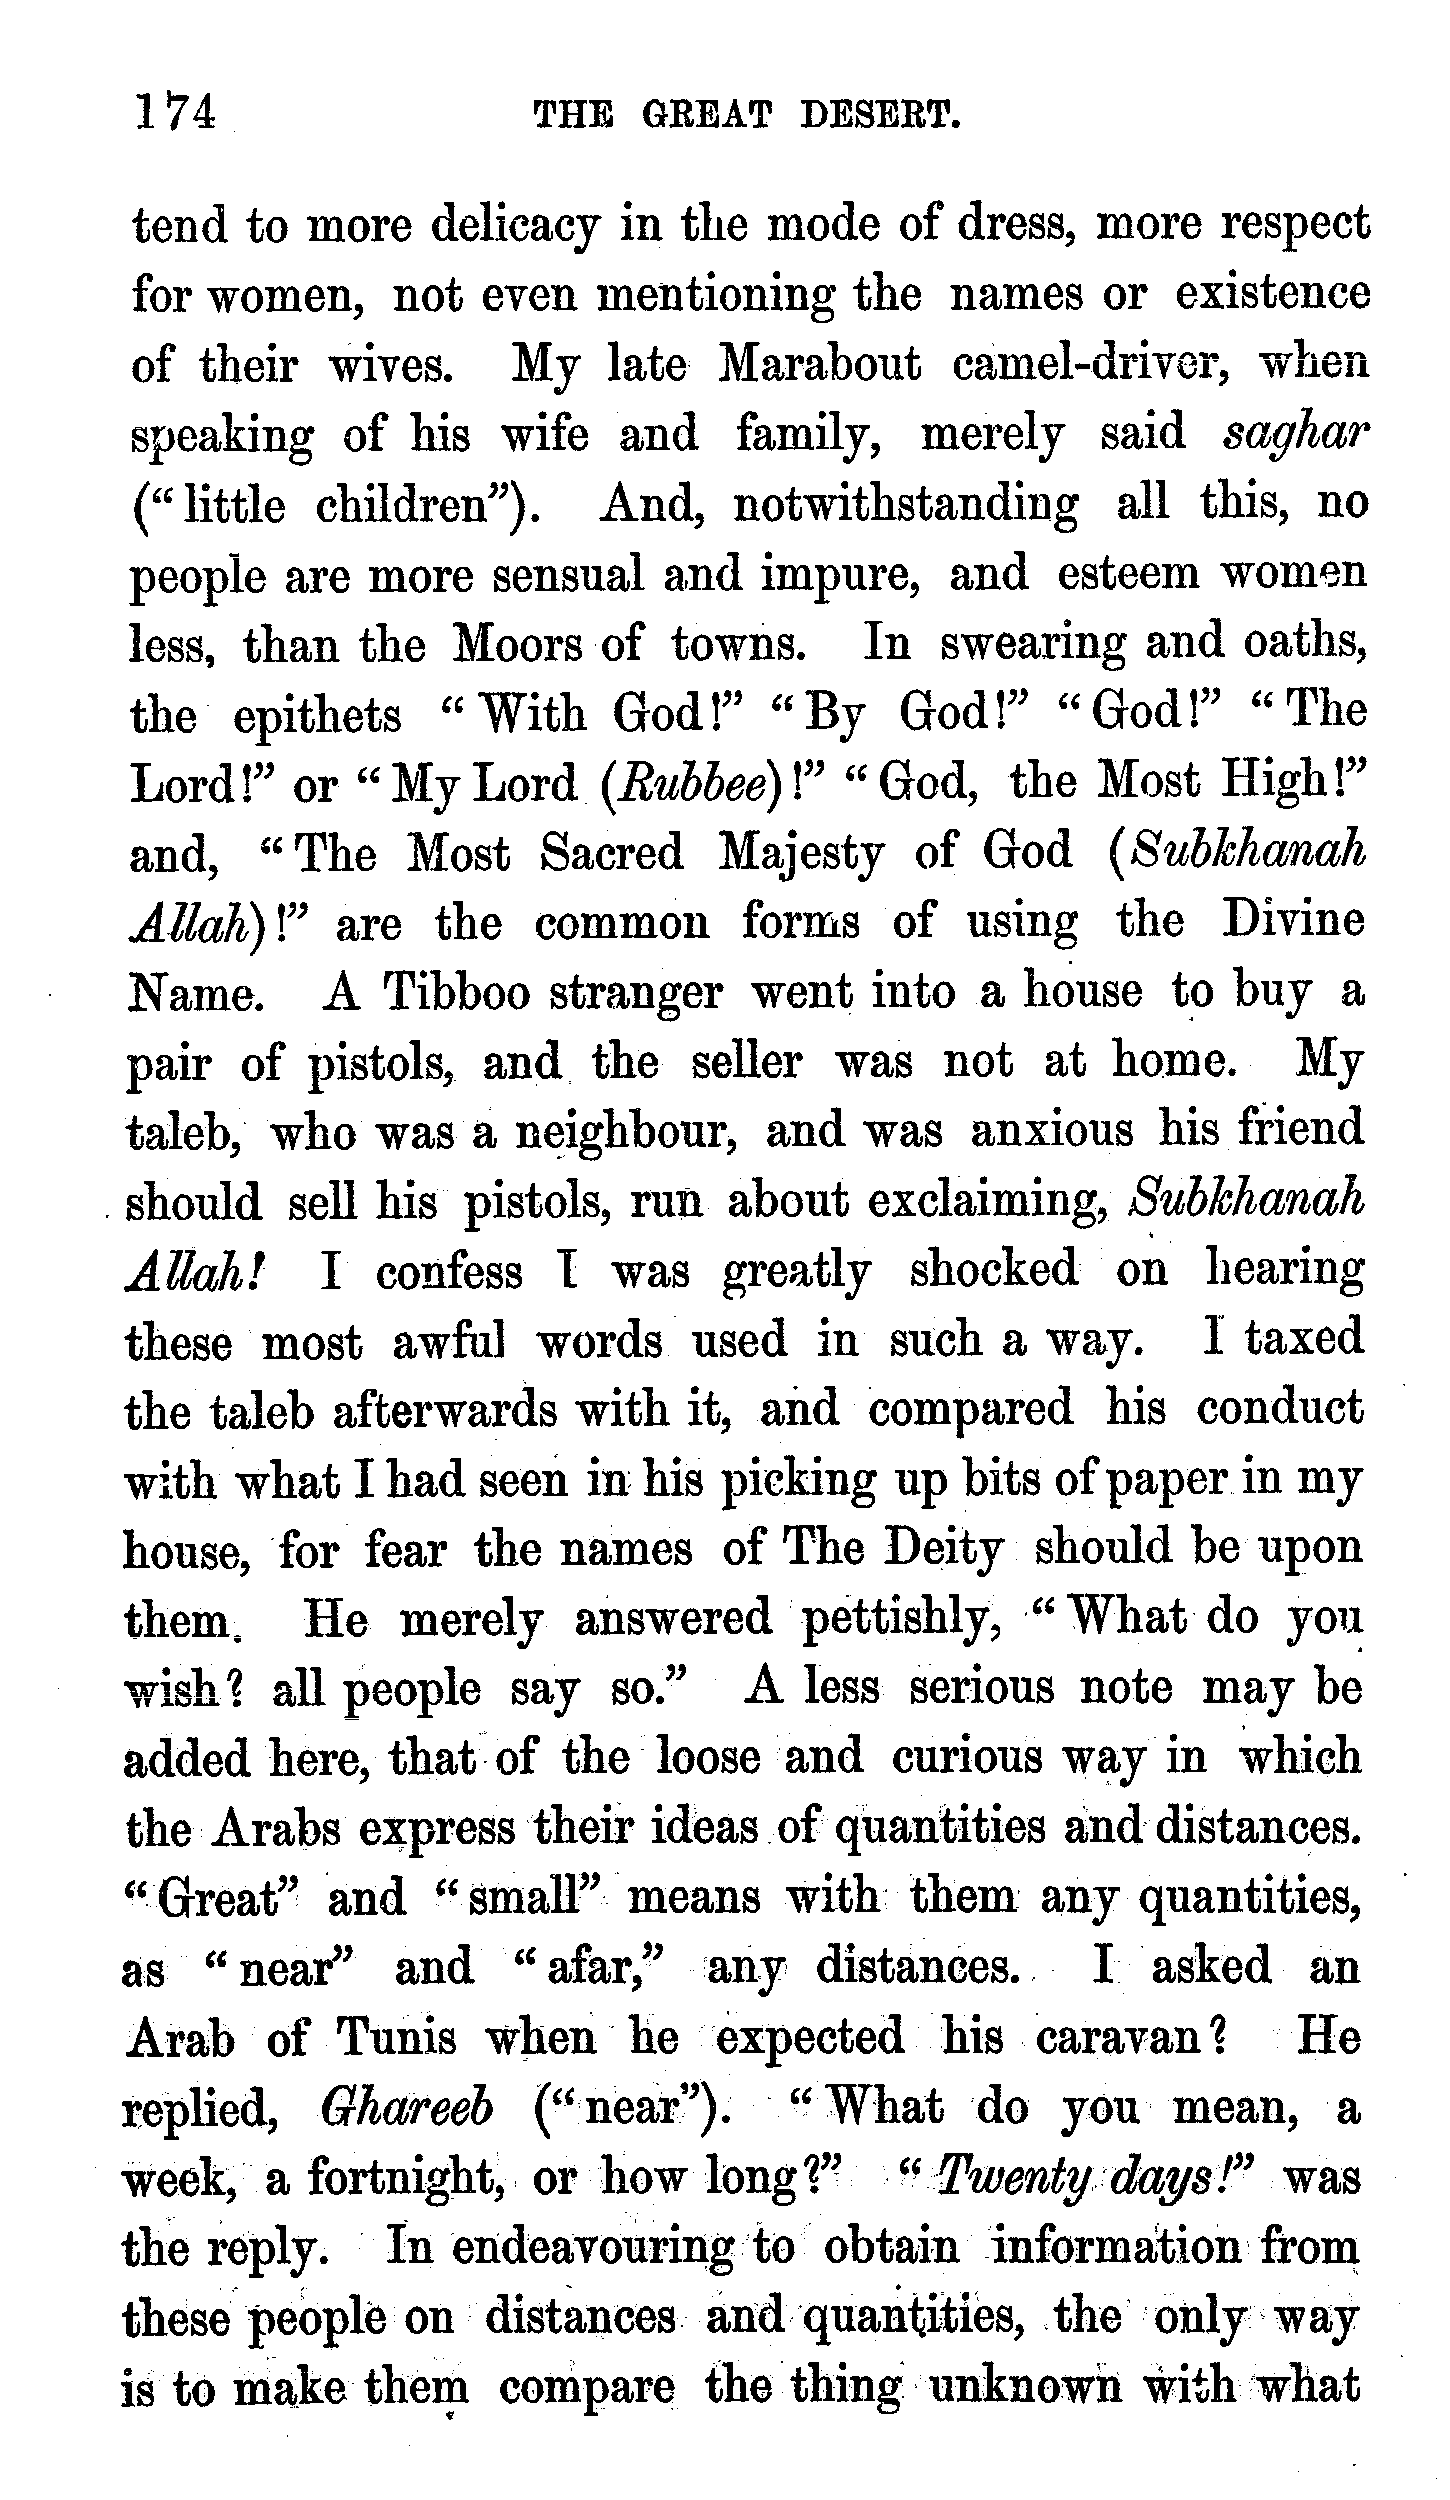 174 THE GREAT DESERT.
tend to more delicacy in the mode of dress, more respect
for women, not even mentioning the names or existence
of their wives. My late Marabout camel-driver, when
speaking of his wife and family, merely said saghar
(“little children”). And, notwithstanding all this, no
people are more sensual and impure, and esteem women
less, than the Moors of towns. In swearing and oaths,
the epithets “With God!” “By God!” “God!” “The
Lord!” or “My Lord (Rubbee)!” “God, the Most High!”
and, “The Most Sacred Majesty of God (Subkhanah
Allah)!” are the common forms of using the Divine
Name. A Tibboo stranger went into a house to buy a
pair of pistols, and the seller was not at home. My
taleb, who was a neighbour, and was anxious his friend
should sell his pistols, run about exclaiming, Subkhanah
Allah! I confess I was greatly shocked on hearing
these most awful words used in such a way. I taxed
the taleb afterwards with it, and compared his conduct
with what I had seen in his picking up bits of paper in my
house, for fear the names of The Deity should be upon
them. He merely answered pettishly, “What do you
wish? all people say so.” A less serious note may be
added here, that of the loose and curious way in which
the Arabs express their ideas of quantities and distances.
“Great” and “small” means with them any quantities,
as “near” and “afar,” any distances. I asked an
Arab of Tunis when he expected his caravan? He
replied, Ghareeb (“near”). “What do you mean, a
week, a fortnight, or how long?” “Twenty days!” was
the reply. In endeavouring to obtain information from
these people on distances and quantities, the only way
is to make them compare the thing unknown with what